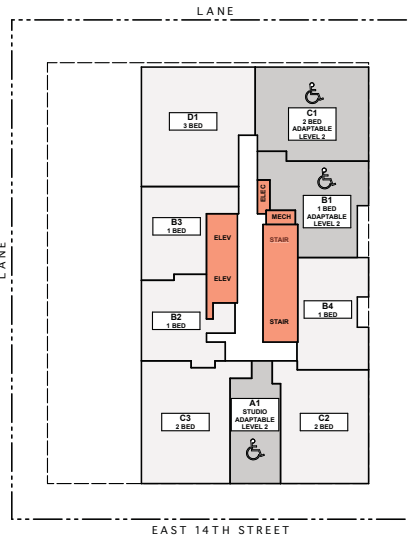 LANE
D1
3 BED
C1
2 BED
ADAPTABLE
LEVEL 2
ELEC
B1
1 BED
ADAPTABLE
LEVEL 2
MECH
B3
1 BED
ELEV
STAIR
LANE
ELEV
B4
1 BED
B2
1 BED
STAIR
A1
STUDIO
ADAPTABLE
LEVEL 2
C3
2 BED
C2
2 BED
EAST 14TH STREET